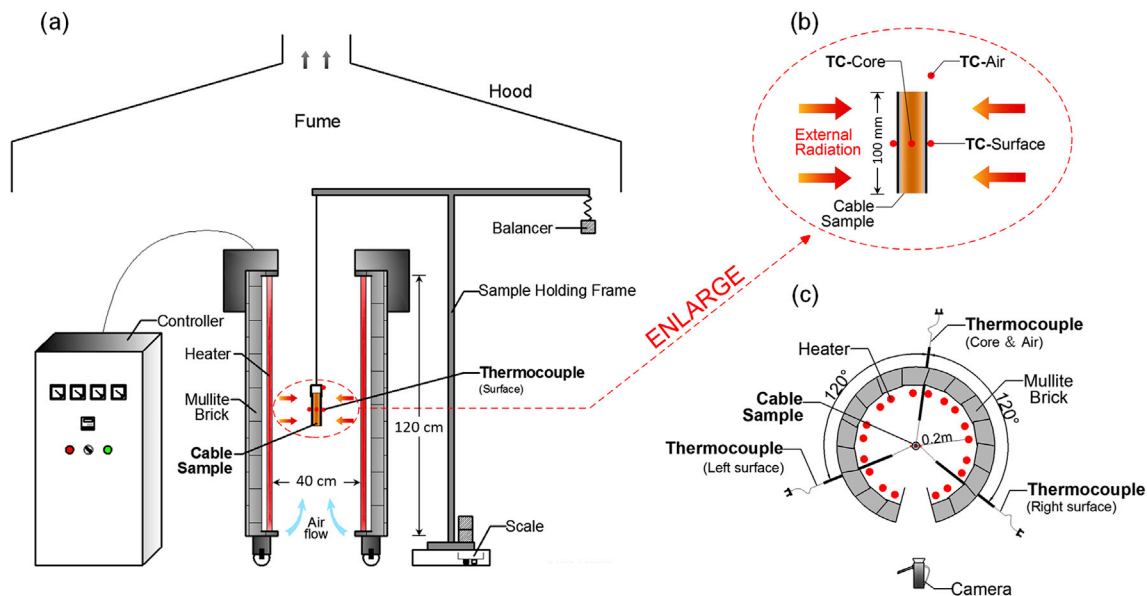 (a)
Hood
Fume
Balancer
Sample Holding Frame
Controller
Heater
Mullite
Brick
Thermocouple
(Surface)
Cable
Sample
120 cm
40 cm
Air
flow
Scale
ENLARGE
(b)
TC-Core
TC-Air
External
Radiation
100 mm
TC-Surface
Cable
Sample
(c)
Thermocouple
(Core & Air)
Heater
Mullite
Brick
120°
120°
Cable
Sample
0.2m
Thermocouple
(Left surface)
Thermocouple
(Right surface)
Camera